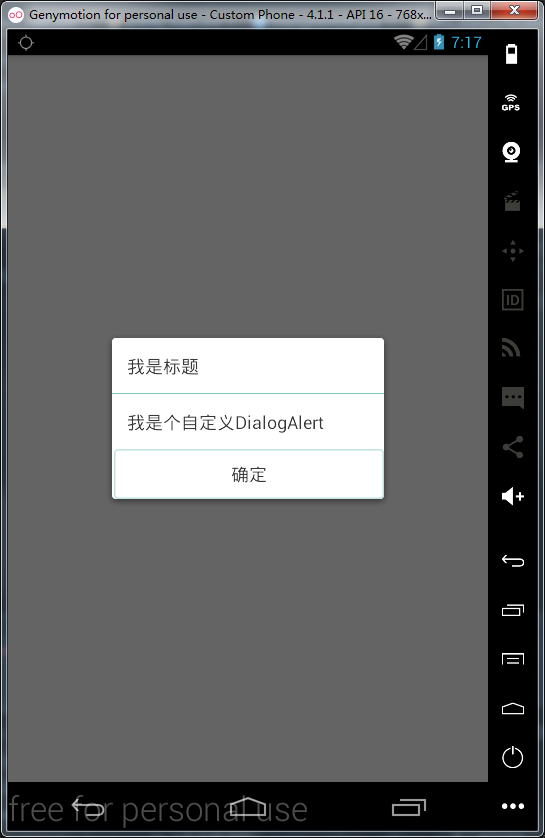 Genymotion for personal use - Custom Phone - 4.1.1 - API 16 - 768x...
7:17
GPS
ID
我是标题
我是个自定义DialogAlert
确定
free for personal use